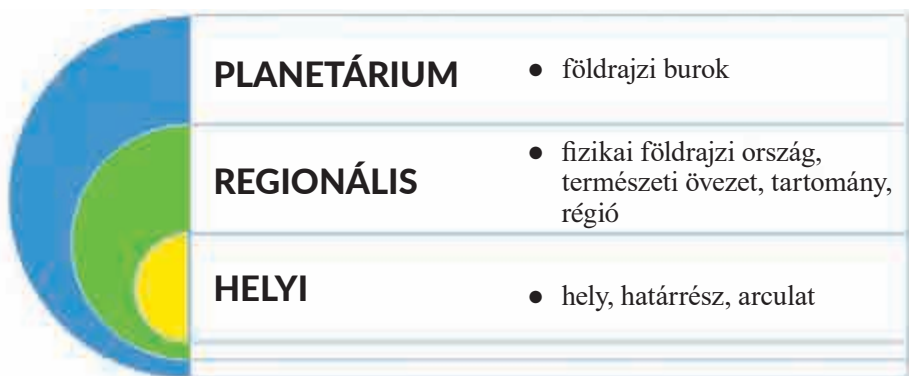 PLANETÁRIUM
● földrajzi burok
REGIONÁLIS
● fizikai földrajzi ország,
természeti övezet, tartomány,
régió
HELYI
● hely, határrész, arculat